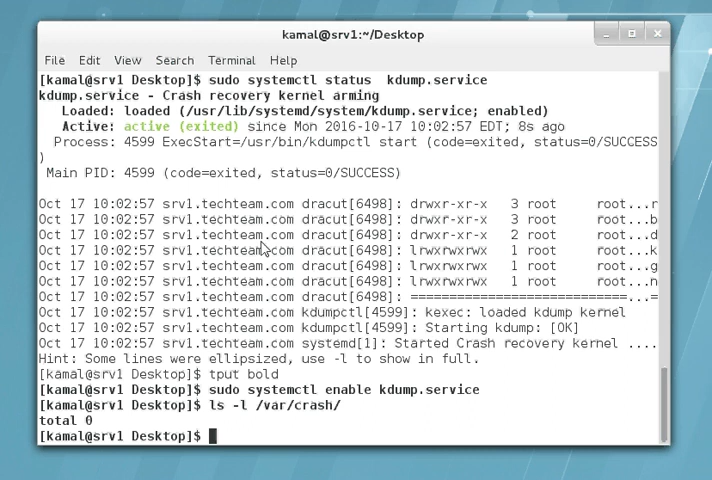 kamal@srv1:~/Desktop
File Edit View Search Terminal Help
[kamal@srv1 Desktop]$ sudo systemctl status  kdump.service
kdump.service - Crash recovery kernel arming
   Loaded: loaded (/usr/lib/systemd/system/kdump.service; enabled)
   Active: active (exited) since Mon 2016-10-17 10:02:57 EDT; 8s ago
  Process: 4599 ExecStart=/usr/bin/kdumpctl start (code=exited, status=0/SUCCESS
)
 Main PID: 4599 (code=exited, status=0/SUCCESS)
Oct 17 10:02:57 srv1.techteam.com dracut[6498]: drwxr-xr-x   3 root     root...r
Oct 17 10:02:57 srv1.techteam.com dracut[6498]: drwxr-xr-x   3 root     root...b
Oct 17 10:02:57 srv1.techteam.com dracut[6498]: drwxr-xr-x   2 root     root...d
Oct 17 10:02:57 srv1.techteam.com dracut[6498]: lrwxrwxrwx   1 root     root...k
Oct 17 10:02:57 srv1.techteam.com dracut[6498]: lrwxrwxrwx   1 root     root...g
Oct 17 10:02:57 srv1.techteam.com dracut[6498]: lrwxrwxrwx   1 root     root...n
Oct 17 10:02:57 srv1.techteam.com dracut[6498]: ===========================...=
Oct 17 10:02:57 srv1.techteam.com kdumpctl[4599]: kexec: loaded kdump kernel
Oct 17 10:02:57 srv1.techteam.com kdumpctl[4599]: Starting kdump: [OK]
Oct 17 10:02:57 srv1.techteam.com systemd[1]: Started Crash recovery kernel ....
Hint: Some lines were ellipsized, use -l to show in full.
[kamal@srv1 Desktop]$ tput bold
[kamal@srv1 Desktop]$ sudo systemctl enable kdump.service
[kamal@srv1 Desktop]$ ls -l /var/crash/
total 0
[kamal@srv1 Desktop]$